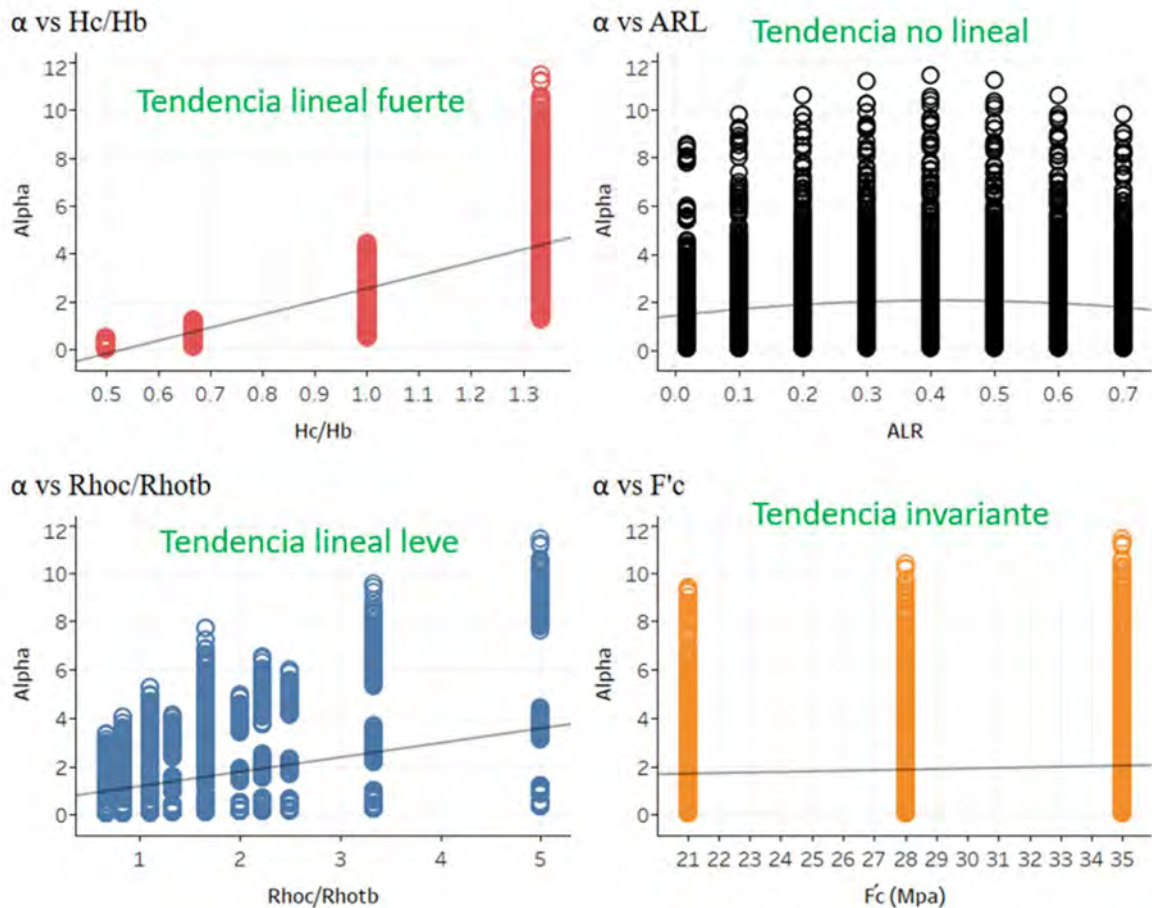 α vs Hc/Hb
Tendencia lineal fuerte
12
10
8
6
4
2
0
Alpha
0.5 0.6 0.7 0.8 0.9 1.0 1.1 1.2 1.3
Hc/Hb
α vs ARL
Tendencia no lineal
12
10
8
6
4
2
0
Alpha
0.0 0.1 0.2 0.3 0.4 0.5 0.6 0.7
ALR
α vs Rhoc/Rhotb
Tendencia lineal leve
12
10
8
6
4
2
0
Alpha
1 2 3 4 5
Rhoc/Rhotb
α vs F'c
Tendencia invariante
12
10
8
6
4
2
0
Alpha
21 22 23 24 25 26 27 28 29 30 31 32 33 34 35
F´c (Mpa)